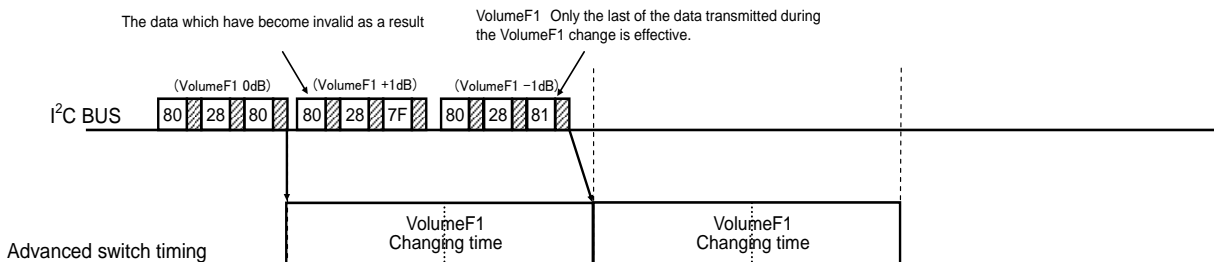 The data which have become invalid as a result
VolumeF1 Only the last of the data transmitted during
the VolumeF1 change is effective.
(VolumeF1 0dB) (VolumeF1 +1dB) (VolumeF1 −1dB)
I²C BUS 80 28 80 80 28 7F 80 28 81
VolumeF1 VolumeF1
Changing time Changing time
Advanced switch timing